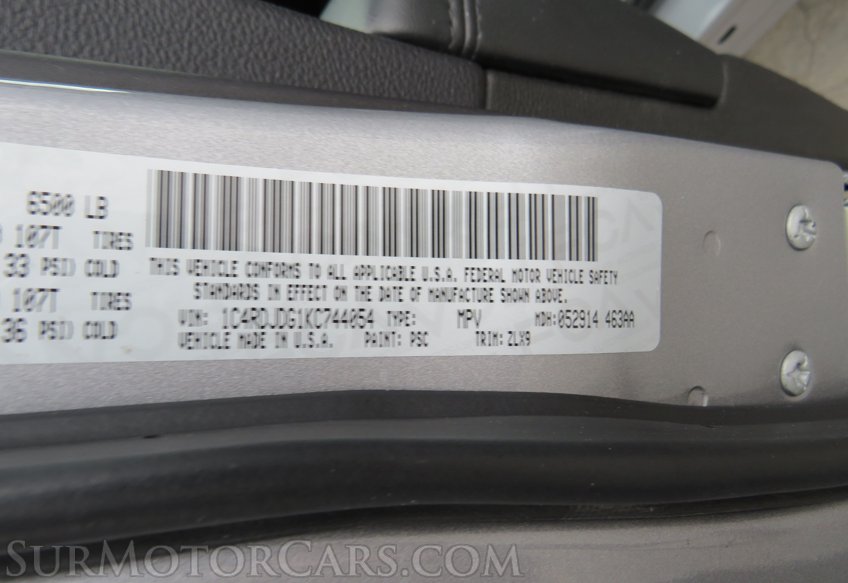 6500 LB
107T TIRES
33 PSI) COLD
107T TIRES
36 PSI) COLD
THIS VEHICLE CONFORMS TO ALL APPLICABLE U.S.A. FEDERAL MOTOR VEHICLE SAFETY
STANDARDS IN EFFECT ON THE DATE OF MANUFACTURE SHOWN ABOVE.
VIN: 1C4RDJDG1KC744054 TYPE: MPV MDH:052914 463AA
VEHICLE MADE IN U.S.A. PAINT: PSC TRIM: ZLX9
SURMOTORCARS.COM